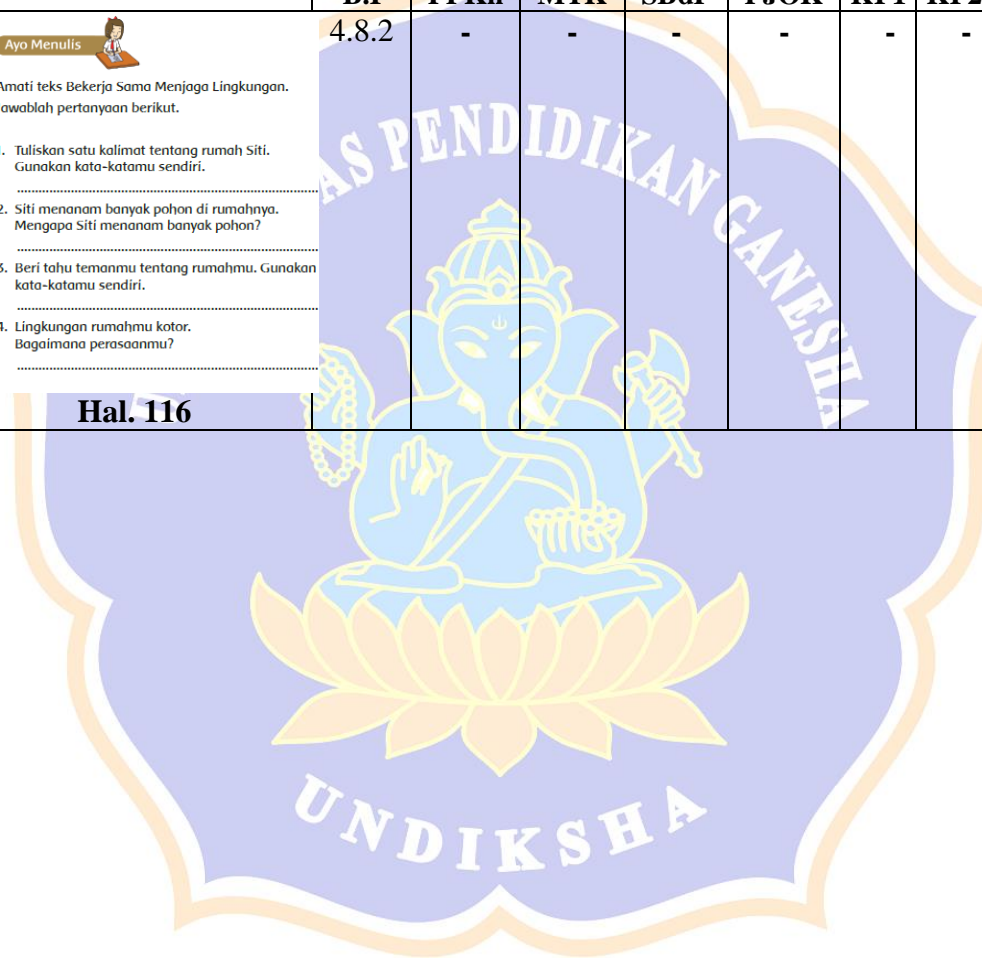 4.8.2 - - - - - -
Ayo Menulis
Amati teks Bekerja Sama Menjaga Lingkungan.
awablah pertanyaan berikut.
Tuliskan satu kalimat tentang rumah Siti.
Gunakan kata-katamu sendiri.
2. Siti menanam banyak pohon di rumahnya.
Mengapa Siti menanam banyak pohon?
3. Beri tahu temanmu tentang rumahmu. Gunakan
kata-katamu sendiri.
4. Lingkungan rumahmu kotor.
Bagaimana perasaanmu?
Hal. 116
AS PENDIDIKAN GANESHA
UNDIKSHA